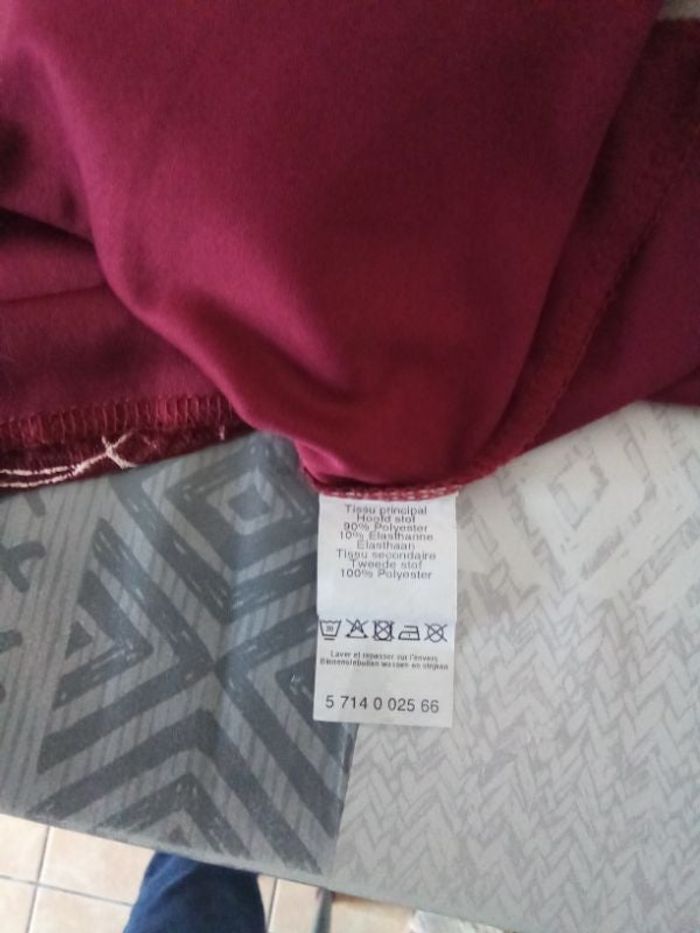 Tissu principal
Hoofd stof
90% Polyester
10% Elasthanne
Elasthaan
Tissu secondaire
Tweede stof
100% Polyester
30
Laver et repasser sur l'envers
Binnenstebuiten wassen en strijken
5 714 0 025 66